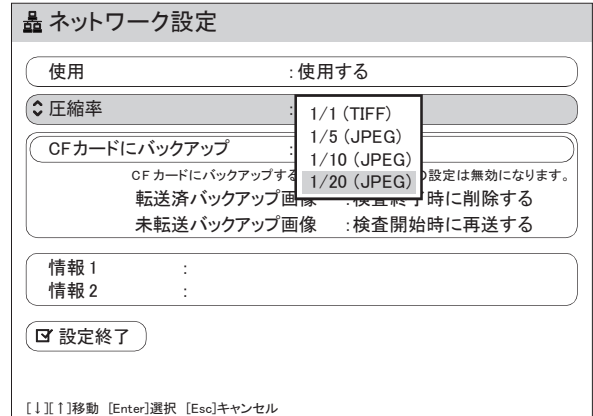 ネットワーク設定
使用 :使用する
圧縮率 :
1/1 (TIFF)
1/5 (JPEG)
1/10 (JPEG)
1/20 (JPEG)
CFカードにバックアップ :
CFカードにバックアップする の設定は無効になります。
転送済バックアップ画像 :検査終了時に削除する
未転送バックアップ画像 :検査開始時に再送する
情報1 :
情報2 :
設定終了
[↓][↑]移動 [Enter]選択 [Esc]キャンセル